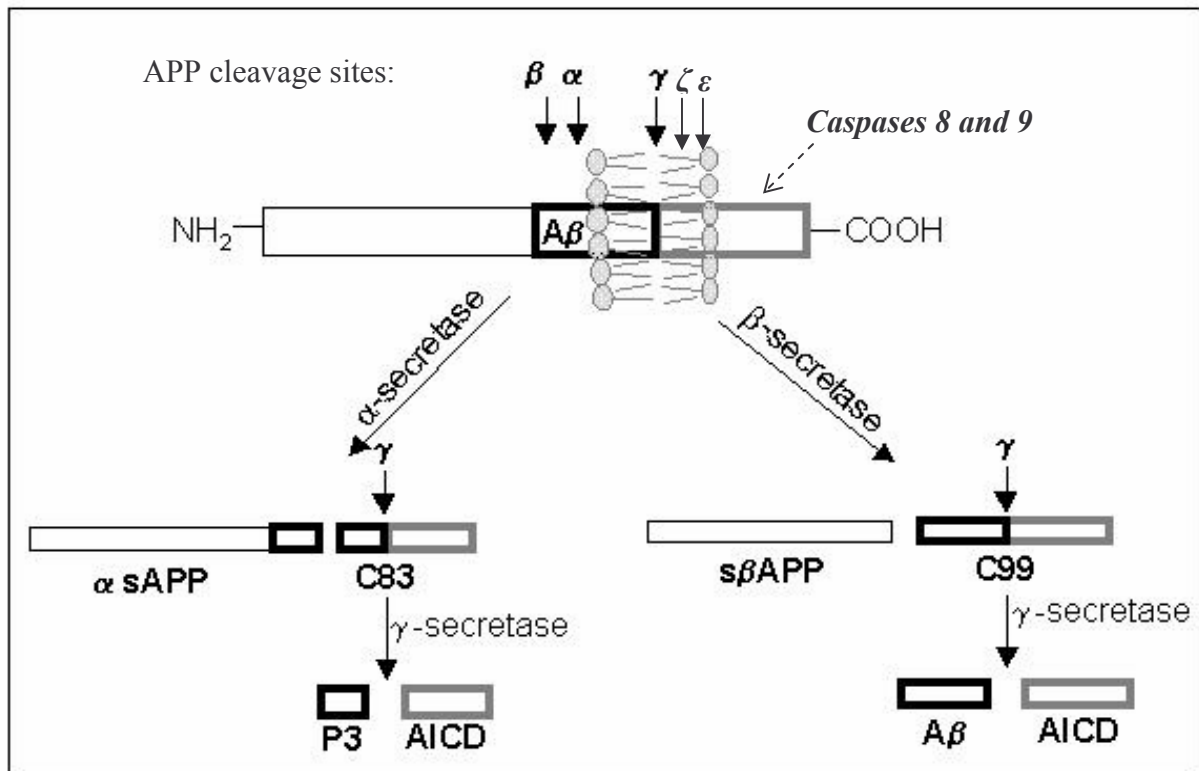 APP cleavage sites:
β α γ ζ ε
Caspases 8 and 9
NH2 Aβ COOH
α-secretase β-secretase
γ γ
α sAPP C83 sβAPP C99
γ-secretase γ-secretase
P3 AICD Aβ AICD